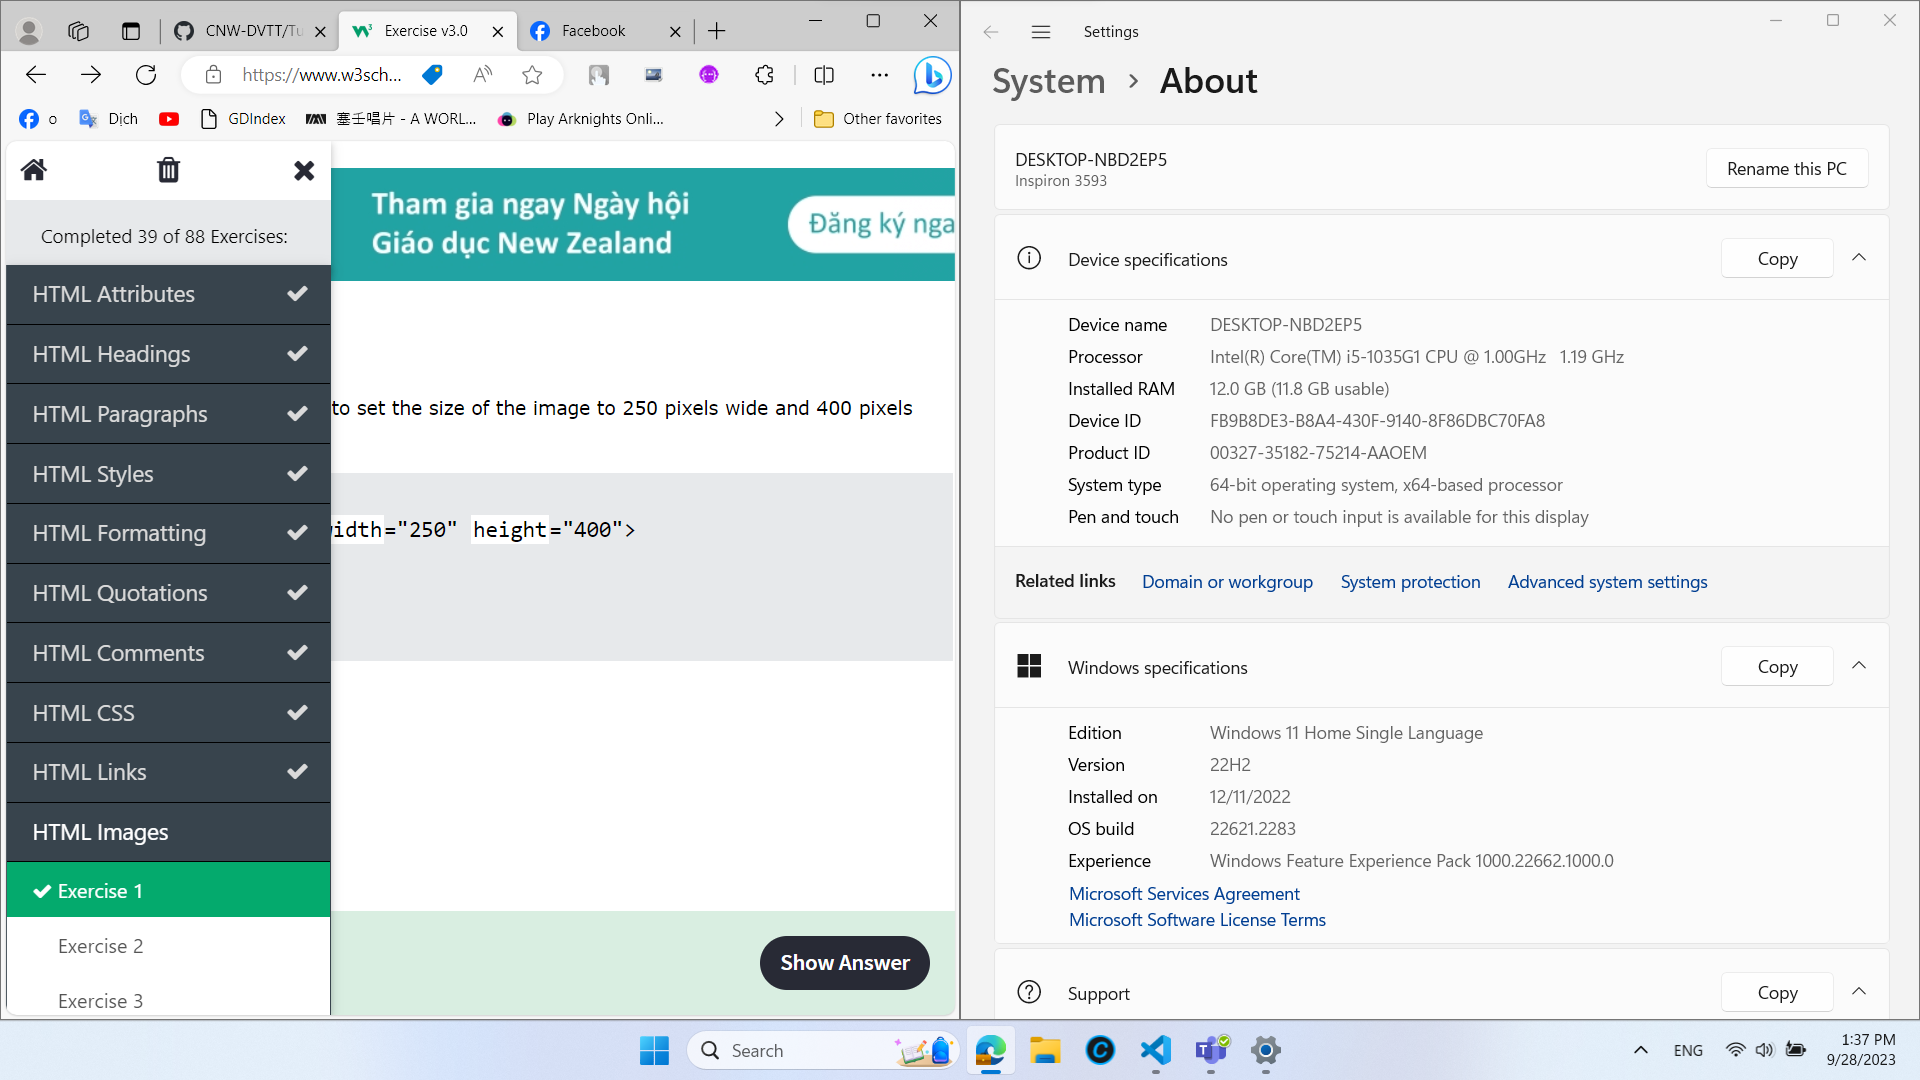 CNW-DVTT/Tu
Exercise v3.0
Facebook
https://www.w3sch...
o
Dịch
GDIndex
塞壬唱片 - A WORL...
Play Arknights Onli...
Other favorites
Completed 39 of 88 Exercises:
HTML Attributes
HTML Headings
HTML Paragraphs
HTML Styles
HTML Formatting
HTML Quotations
HTML Comments
HTML CSS
HTML Links
HTML Images
Exercise 1
Exercise 2
Exercise 3
Tham gia ngay Ngày hội
Giáo dục New Zealand
Đăng ký nga
to set the size of the image to 250 pixels wide and 400 pixels
width="250" height="400">
Show Answer
Settings
System > About
DESKTOP-NBD2EP5
Inspiron 3593
Rename this PC
Device specifications
Copy
Device name DESKTOP-NBD2EP5
Processor Intel(R) Core(TM) i5-1035G1 CPU @ 1.00GHz 1.19 GHz
Installed RAM 12.0 GB (11.8 GB usable)
Device ID FB9B8DE3-B8A4-430F-9140-8F86DBC70FA8
Product ID 00327-35182-75214-AAOEM
System type 64-bit operating system, x64-based processor
Pen and touch No pen or touch input is available for this display
Related links Domain or workgroup System protection Advanced system settings
Windows specifications
Copy
Edition Windows 11 Home Single Language
Version 22H2
Installed on 12/11/2022
OS build 22621.2283
Experience Windows Feature Experience Pack 1000.22662.1000.0
Microsoft Services Agreement
Microsoft Software License Terms
Support
Copy
Search
ENG
1:37 PM
9/28/2023